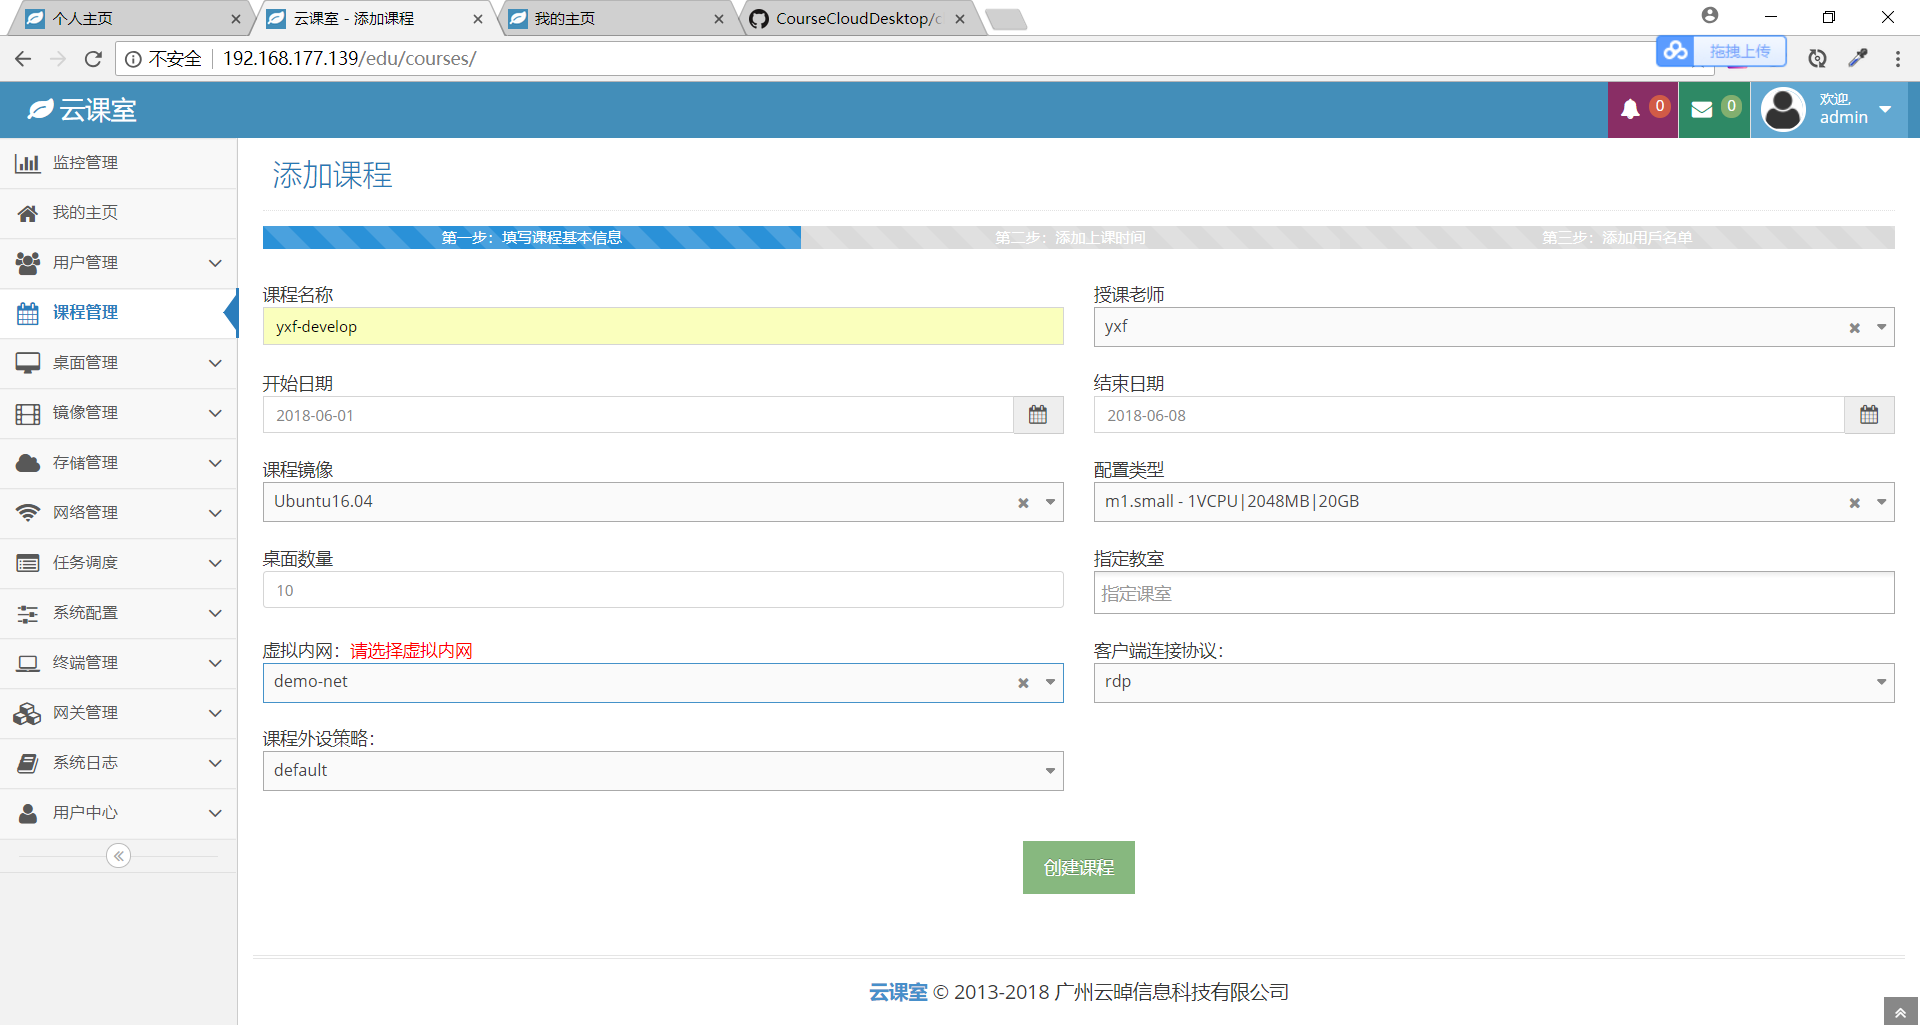 个人主页
云课室 - 添加课程
我的主页
CourseCloudDesktop/c
不安全
192.168.177.139/edu/courses/
拖拽上传
云课室
0
0
欢迎,
admin
监控管理
我的主页
用户管理
课程管理
桌面管理
镜像管理
存储管理
网络管理
任务调度
系统配置
终端管理
网关管理
系统日志
用户中心
添加课程
第一步：填写课程基本信息
第二步：添加上课时间
第三步：添加用戶名单
课程名称
授课老师
yxf-develop
yxf
开始日期
结束日期
2018-06-01
2018-06-08
课程镜像
配置类型
Ubuntu16.04
m1.small - 1VCPU|2048MB|20GB
桌面数量
指定教室
10
指定课室
虚拟内网：请选择虚拟内网
客户端连接协议：
demo-net
rdp
课程外设策略：
default
创建课程
云课室 © 2013-2018 广州云晫信息科技有限公司